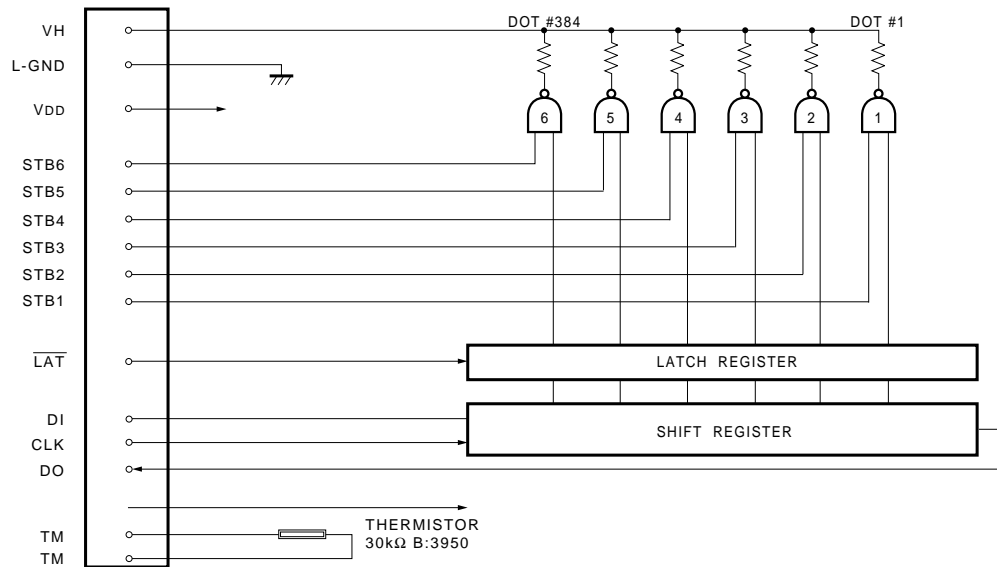 DOT #384
DOT #1
VH
L-GND
VDD
6 5 4 3 2 1
STB6
STB5
STB4
STB3
STB2
STB1
LAT
LATCH REGISTER
DI
SHIFT REGISTER
CLK
DO
THERMISTOR
TM
30kΩ B:3950
TM